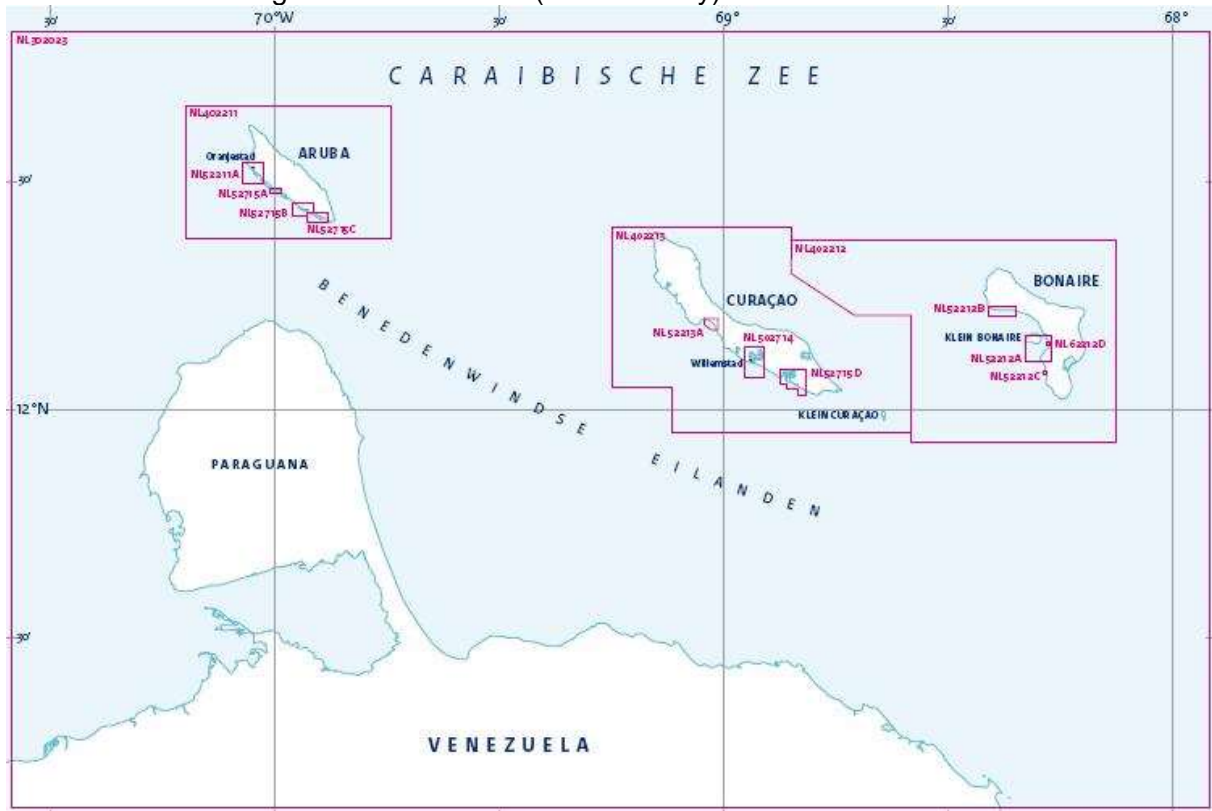 30'
70°W
30'
69°
30'
68°
NL302023
CARAIBISCHE ZEE
NL402211
Oranjestad
ARUBA
NL52211A
30'
NL52715A
NL52715B
NL52715C
NL402213
NL402212
BENEDENWINDSE EILANDEN
CURAÇAO
BONAIRE
NL52212B
NL52213A
NL502714
KLEIN BONAIRE
NL62212D
Willemstad
NL52212A
NL52715D
NL52212C
12°N
KLEIN CURAÇAO
PARAGUANA
30'
VENEZUELA